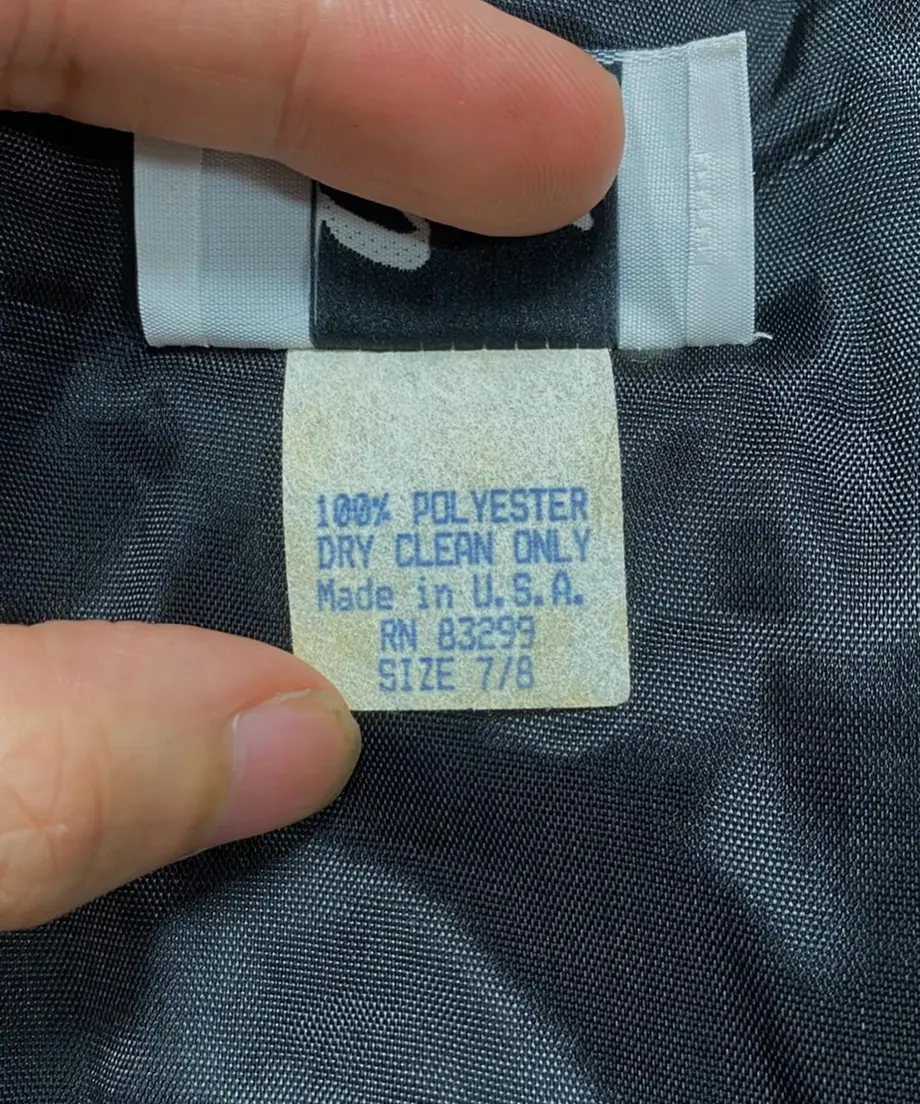 100% POLYESTER
DRY CLEAN ONLY
Made in U.S.A.
RN 83299
SIZE 7/8